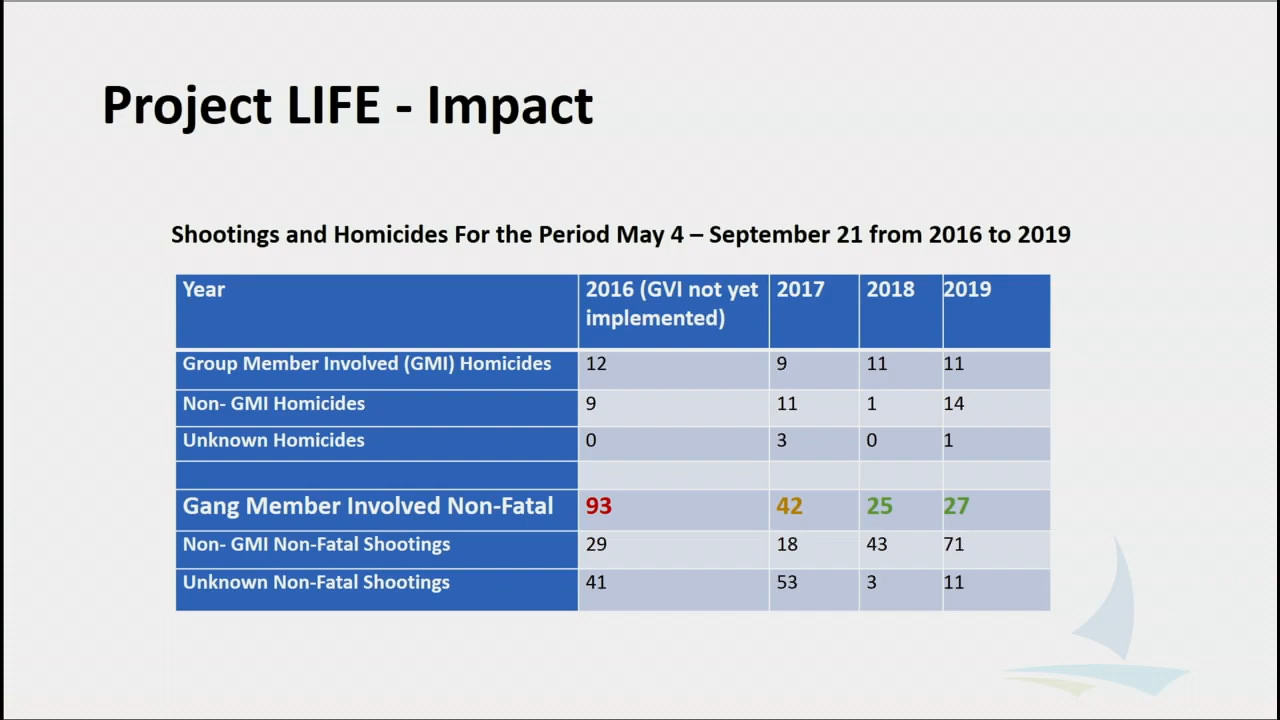 Project LIFE - Impact
Shootings and Homicides For the Period May 4 – September 21 from 2016 to 2019
Year 2016 (GVI not yet implemented) 2017 2018 2019
Group Member Involved (GMI) Homicides 12 9 11 11
Non- GMI Homicides 9 11 1 14
Unknown Homicides 0 3 0 1
Gang Member Involved Non-Fatal 93 42 25 27
Non- GMI Non-Fatal Shootings 29 18 43 71
Unknown Non-Fatal Shootings 41 53 3 11